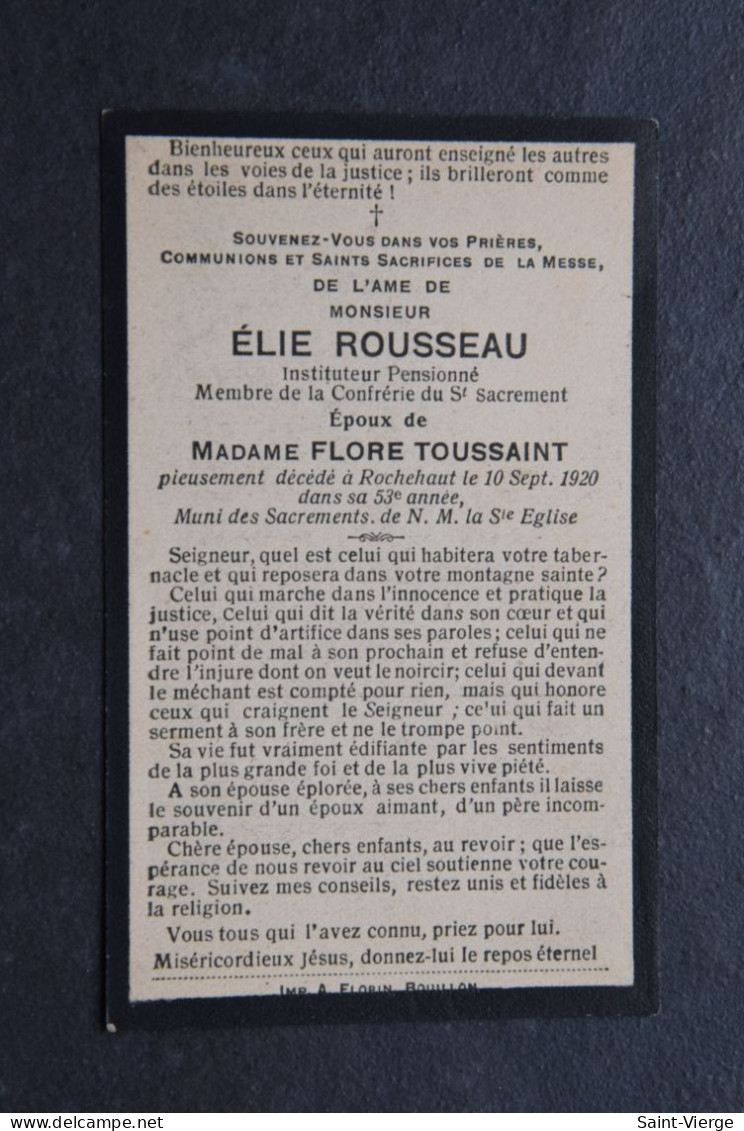 Bienheureux ceux qui auront enseigné les autres
dans les voies de la justice ; ils brilleront comme
des étoiles dans l'éternité !
†
SOUVENEZ-VOUS DANS VOS PRIÈRES,
COMMUNIONS ET SAINTS SACRIFICES DE LA MESSE,
DE L'AME DE
MONSIEUR
ÉLIE ROUSSEAU
Instituteur Pensionné
Membre de la Confrérie du St Sacrement
Époux de
MADAME FLORE TOUSSAINT
pieusement décédé à Rochehaut le 10 Sept. 1920
dans sa 53e année,
Muni des Sacrements. de N. M. la Ste Eglise
Seigneur, quel est celui qui habitera votre taber-
nacle et qui reposera dans votre montagne sainte ?
Celui qui marche dans l'innocence et pratique la
justice, Celui qui dit la vérité dans son cœur et qui
n'use point d'artifice dans ses paroles ; celui qui ne
fait point de mal à son prochain et refuse d'enten-
dre l'injure dont on veut le noircir; celui qui devant
le méchant est compté pour rien, mais qui honore
ceux qui craignent le Seigneur ; ce'ui qui fait un
serment à son frère et ne le trompe point.
Sa vie fut vraiment édifiante par les sentiments
de la plus grande foi et de la plus vive piété.
A son épouse éplorée, à ses chers enfants il laisse
le souvenir d'un époux aimant, d'un père incom-
parable.
Chère épouse, chers enfants, au revoir ; que l'es-
pérance de nous revoir au ciel soutienne votre cou-
rage. Suivez mes conseils, restez unis et fidèles à
la religion.
Vous tous qui l'avez connu, priez pour lui.
Miséricordieux Jésus, donnez-lui le repos éternel
IMP. A. FLORIN, BOUILLON
Saint-Vierge